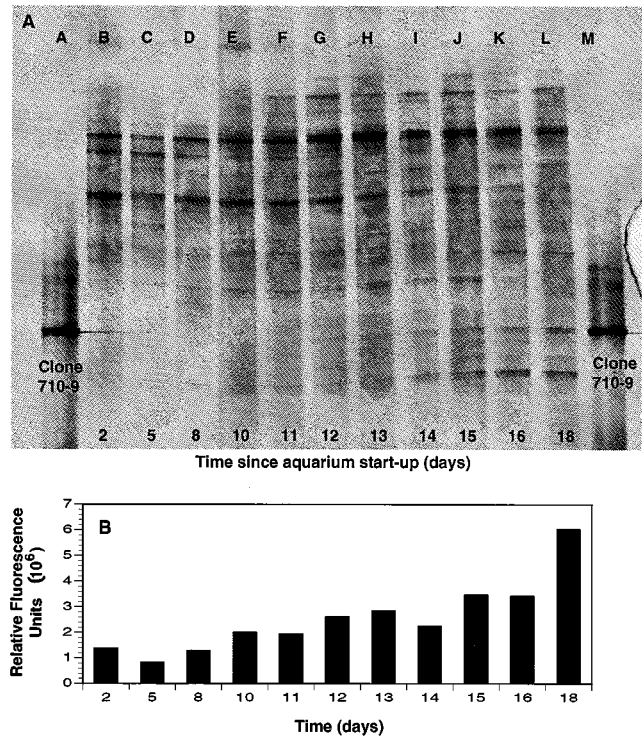 A
A B C D E F G H I J K L M
Clone
710-9
Clone
710-9
2 5 8 10 11 12 13 14 15 16 18
Time since aquarium start-up (days)
B
Relative Fluorescence
Units (10^6)
7
6
5
4
3
2
1
0
2 5 8 10 11 12 13 14 15 16 18
Time (days)